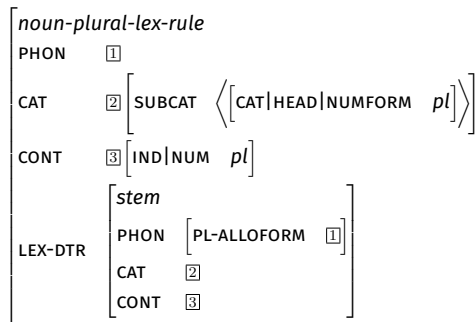 noun-plural-lex-rule
PHON 1
CAT 2 [SUBCAT ⟨[CAT|HEAD|NUMFORM pl]⟩]
CONT 3 [IND|NUM pl]
LEX-DTR [stem
PHON [PL-ALLOFORM 1]
CAT 2
CONT 3]